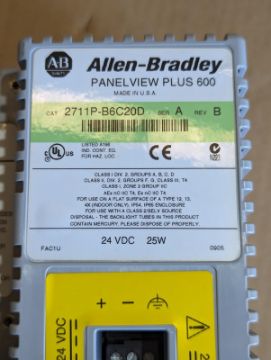 AB
Allen-Bradley
PANELVIEW PLUS 600
MADE IN U.S.A.
CAT 2711P-B6C20D SER A REV B
LISTED A196
IND. CONT. EQ.
FOR HAZ. LOC.
CLASS I DIV. 2, GROUPS A, B, C, D
CLASS II, DIV. 2, GROUPS F, G, CLASS III, T4
CLASS I, ZONE 2 GROUP IIC
FOR USE ON A FLAT SURFACE OF A TYPE 12, 13,
4X (INDOOR ONLY), IP54, IP65 ENCLOSURE
FOR USE WITH A CLASS 2/SELV SOURCE
DISPOSAL - THE BACKLIGHT TUBES IN THIS PRODUCT
CONTAIN MERCURY. PLEASE DISPOSE OF PROPERLY.
24 VDC 25W
FAC1U 0905
+ -
24 VDC